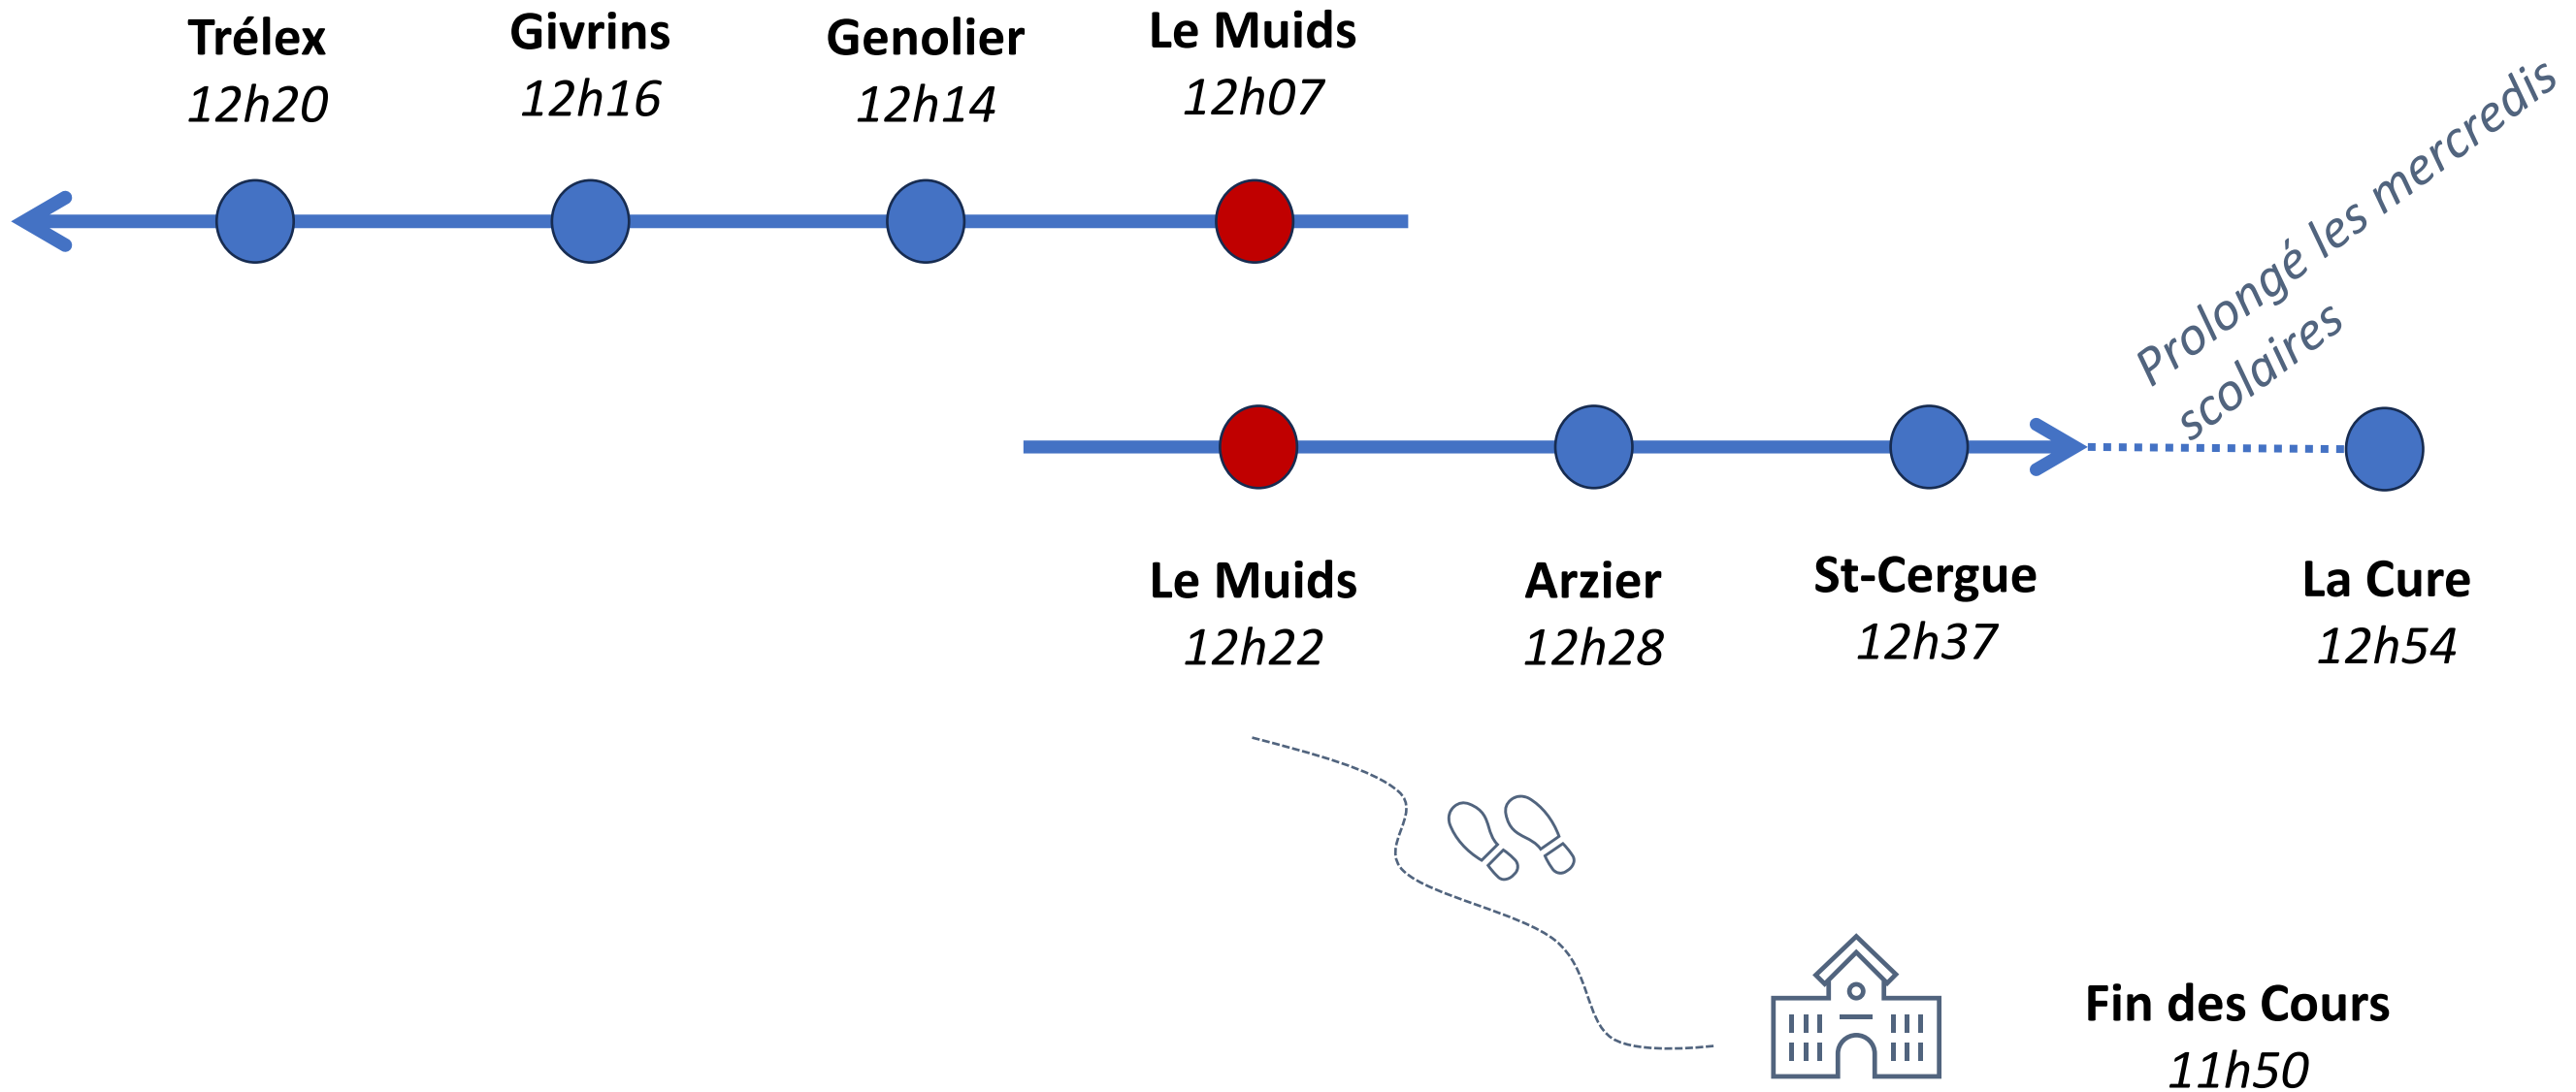 Trélex
12h20
Givrins
12h16
Genolier
12h14
Le Muids
12h07
Prolongé les mercredis
scolaires
Le Muids
12h22
Arzier
12h28
St-Cergue
12h37
La Cure
12h54
Fin des Cours
11h50